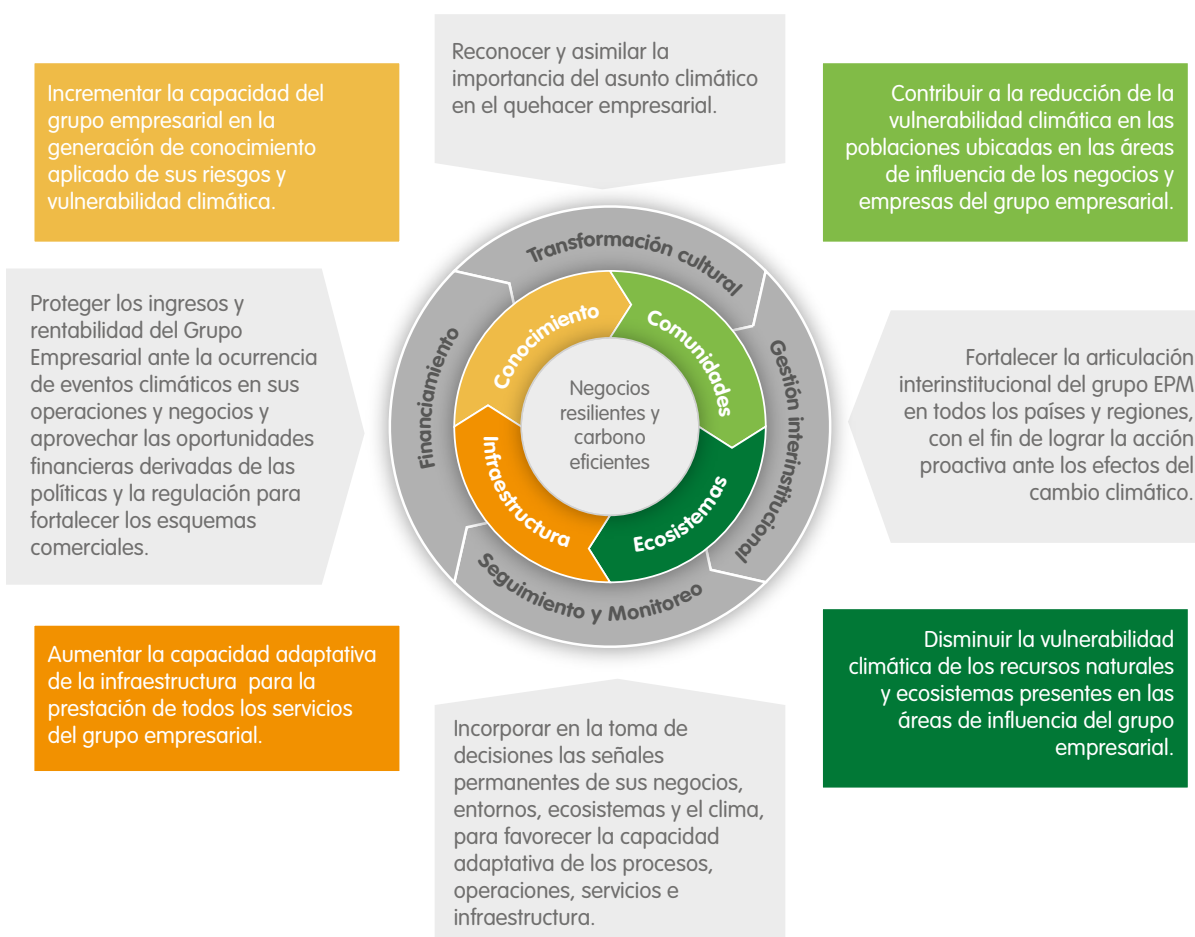 Reconocer y asimilar la
importancia del asunto climático
en el quehacer empresarial.
Incrementar la capacidad del
grupo empresarial en la
generación de conocimiento
aplicado de sus riesgos y
vulnerabilidad climática.
Contribuir a la reducción de la
vulnerabilidad climática en las
poblaciones ubicadas en las áreas
de influencia de los negocios y
empresas del grupo empresarial.
Proteger los ingresos y
rentabilidad del Grupo
Empresarial ante la ocurrencia
de eventos climáticos en sus
operaciones y negocios y
aprovechar las oportunidades
financieras derivadas de las
políticas y la regulación para
fortalecer los esquemas
comerciales.
Transformación cultural
Gestión interinstitucional
Seguimiento y Monitoreo
Financiamiento
Conocimiento
Comunidades
Ecosistemas
Infraestructura
Negocios
resilientes y
carbono
eficientes
Fortalecer la articulación
interinstitucional del grupo EPM
en todos los países y regiones,
con el fin de lograr la acción
proactiva ante los efectos del
cambio climático.
Aumentar la capacidad adaptativa
de la infraestructura para la
prestación de todos los servicios
del grupo empresarial.
Disminuir la vulnerabilidad
climática de los recursos naturales
y ecosistemas presentes en las
áreas de influencia del grupo
empresarial.
Incorporar en la toma de
decisiones las señales
permanentes de sus negocios,
entornos, ecosistemas y el clima,
para favorecer la capacidad
adaptativa de los procesos,
operaciones, servicios e
infraestructura.